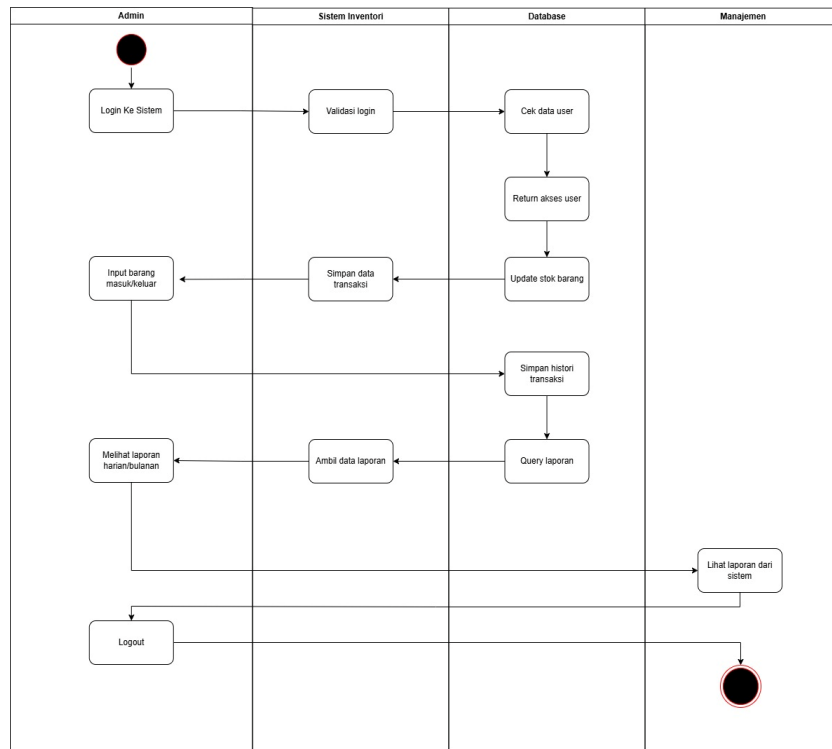 Admin
Sistem Inventori
Database
Manajemen
Login Ke Sistem
Validasi login
Cek data user
Return akses user
Input barang
masuk/keluar
Simpan data
transaksi
Update stok barang
Simpan histori
transaksi
Melihat laporan
harian/bulanan
Ambil data laporan
Query laporan
Lihat laporan dari
sistem
Logout